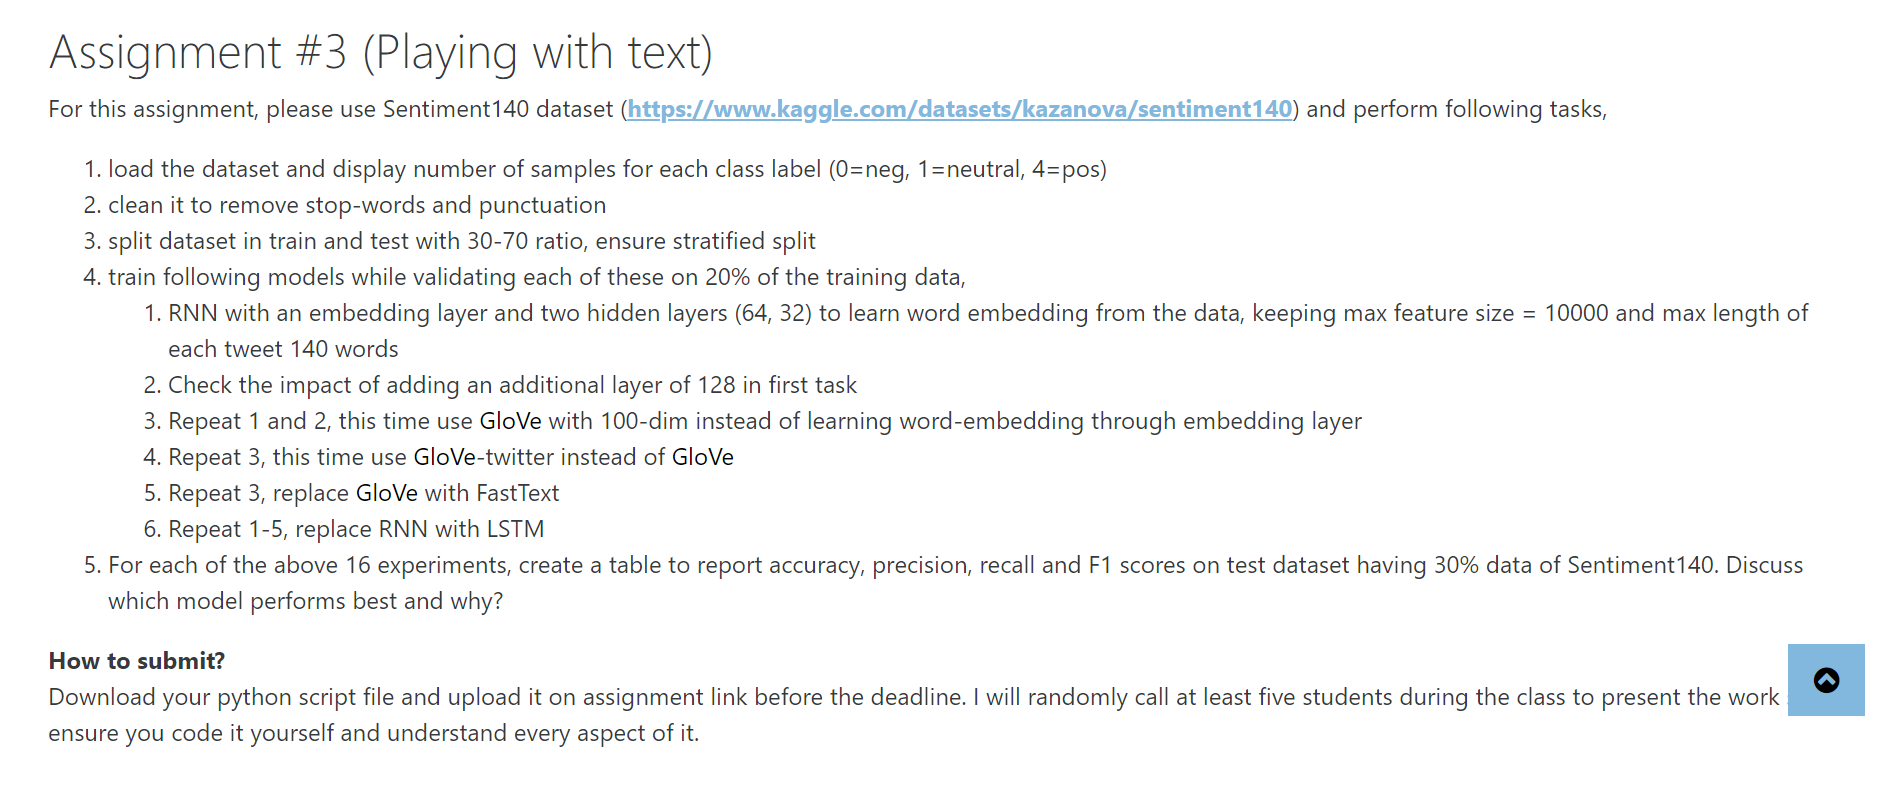 Assignment #3 (Playing with text)
For this assignment, please use Sentiment140 dataset (https://www.kaggle.com/datasets/kazanova/sentiment140) and perform following tasks,
1. load the dataset and display number of samples for each class label (0=neg, 1=neutral, 4=pos)
2. clean it to remove stop-words and punctuation
3. split dataset in train and test with 30-70 ratio, ensure stratified split
4. train following models while validating each of these on 20% of the training data,
1. RNN with an embedding layer and two hidden layers (64, 32) to learn word embedding from the data, keeping max feature size = 10000 and max length of
each tweet 140 words
2. Check the impact of adding an additional layer of 128 in first task
3. Repeat 1 and 2, this time use GloVe with 100-dim instead of learning word-embedding through embedding layer
4. Repeat 3, this time use GloVe-twitter instead of GloVe
5. Repeat 3, replace GloVe with FastText
6. Repeat 1-5, replace RNN with LSTM
5. For each of the above 16 experiments, create a table to report accuracy, precision, recall and F1 scores on test dataset having 30% data of Sentiment140. Discuss
which model performs best and why?
How to submit?
Download your python script file and upload it on assignment link before the deadline. I will randomly call at least five students during the class to present the work
ensure you code it yourself and understand every aspect of it.